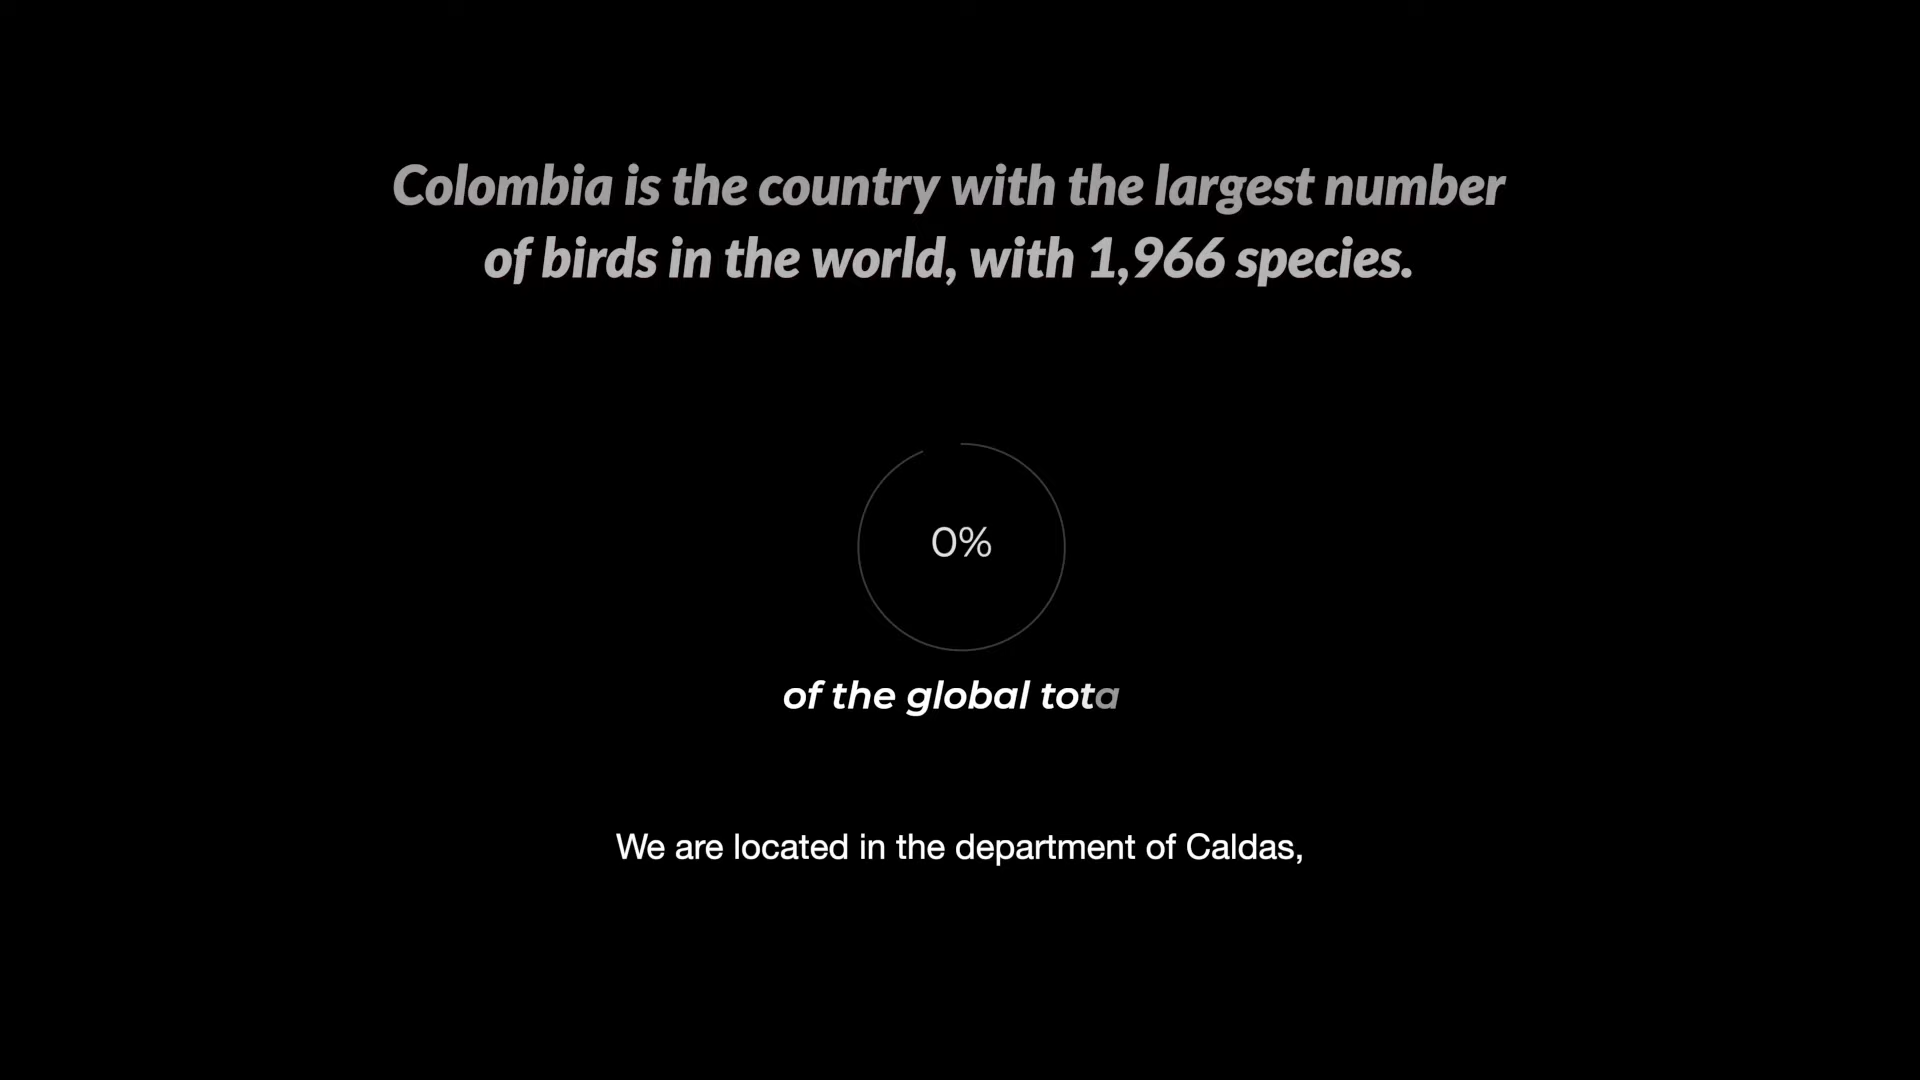 Colombia is the country with the largest number
of birds in the world, with 1,966 species.
0%
of the global tota
We are located in the department of Caldas,